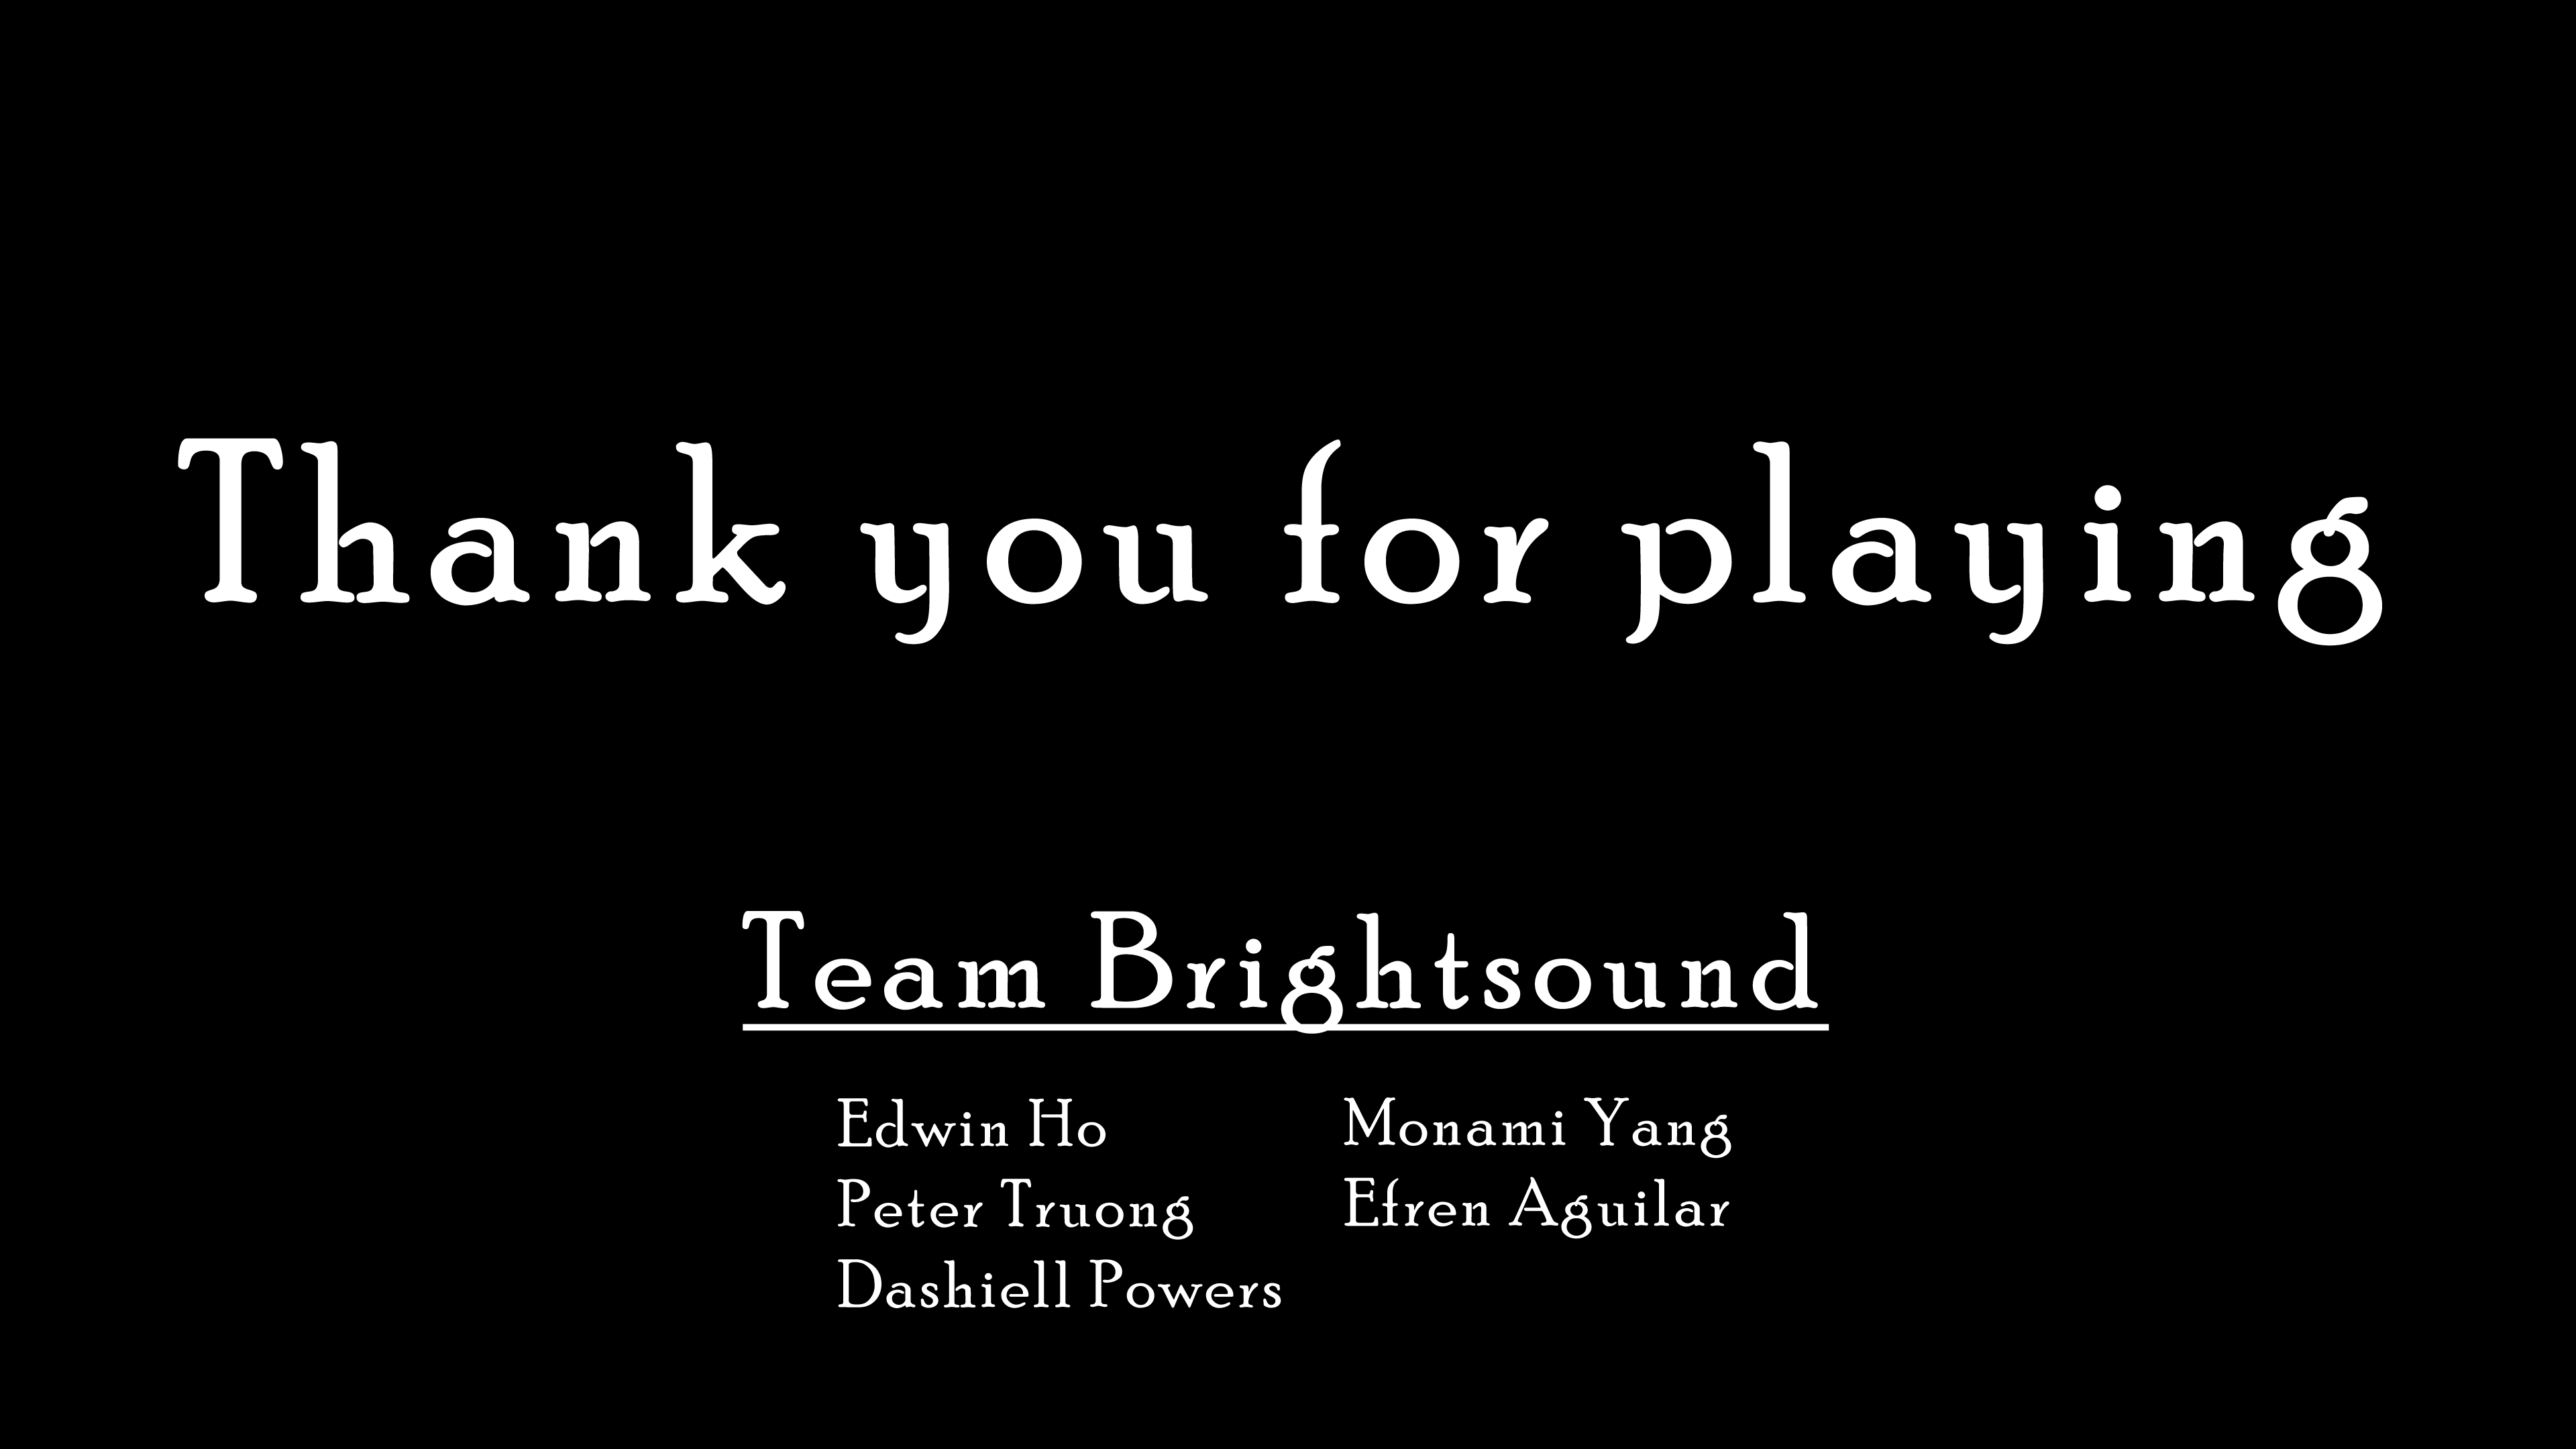 Thank you for playing
Team Brightsound
Edwin Ho
Peter Truong
Dashiell Powers
Monami Yang
Efren Aguilar